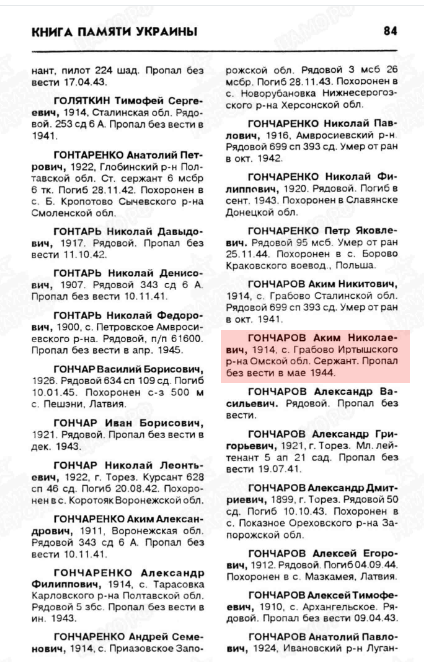 КНИГА ПАМЯТИ УКРАИНЫ 84
нант, пилот 224 шад. Пропал без
вести 17.04.43.
ГОЛЯТКИН Тимофей Серге-
евич, 1914, Сталинская обл. Рядо-
вой. 253 сд 6 А. Пропал без вести в
1941.
ГОНТАРЕНКО Анатолий Пет-
рович, 1922, Глобинский р-н Пол-
тавской обл. Ст. сержант 6 мсбр
6 тк. Погиб 28.11.42. Похоронен в
с. Б. Кропотово Сычевского р-на
Смоленской обл.
ГОНТАРЬ Николай Давыдо-
вич, 1917. Рядовой. Пропал без
вести 11.10.42.
ГОНТАРЬ Николай Денисо-
вич, 1907. Рядовой 343 сд 6 А.
Пропал без вести 10.11.41.
ГОНТАРЬ Николай Федоро-
вич, 1900, с. Петровское Амвроси-
евского р-на. Рядовой, п/п 61600.
Пропал без вести в апр. 1945.
ГОНЧАР Василий Борисович,
1926. Рядовой 634 сп 109 сд. Погиб
10.01.45. Похоронен с-з 500 м
с. Пешэни, Латвия.
ГОНЧАР Иван Борисович,
1921. Рядовой. Пропал без вести в
дек. 1943.
ГОНЧАР Николай Леонть-
евич, 1922, г. Торез. Курсант 628
сп 46 сд. Погиб 20.08.42. Похоро-
нен в с. Коротояк Воронежской обл.
ГОНЧАРЕНКО Аким Алексан-
дрович, 1911, Воронежская обл.
Рядовой 343 сд 6 А. Пропал без
вести 10.11.41.
ГОНЧАРЕНКО Александр
Филиппович, 1914, с. Тарасовка
Карловского р-на Полтавской обл.
Рядовой 5 збс. Пропал без вести в
ин. 1943.
ГОНЧАРЕНКО Андрей Семе-
нович, 1914, с. Приазовское Запо-
рожской обл. Рядовой 3 мсб 26
мсбр. Погиб 28.10.43. Похоронен в
с. Новорубановка Нижнесерогоз-
ского р-на Херсонской обл.
ГОНЧАРЕНКО Николай Пав-
лович, 1916, Амвросиевский р-н.
Рядовой 699 сп 393 сд. Умер от ран
в окт. 1942.
ГОНЧАРЕНКО Николай Фи-
липпович, 1920. Рядовой. Погиб в
сент. 1943. Похоронен в Славянске
Донецкой обл.
ГОНЧАРЕНКО Петр Яковле-
вич. Рядовой 95 мсб. Умер от ран
25.11.44. Похоронен в с. Борово
Краковского воевод., Польша.
ГОНЧАРОВ Аким Никитович,
1914, с. Грабово Сталинской обл.
Рядовой 699 сп 393 сд. Умер от ран
в окт. 1941.
ГОНЧАРОВ Аким Николае-
вич, 1914, с. Грабово Иртышского
р-на Омской обл. Сержант. Пропал
без вести в мае 1944.
ГОНЧАРОВ Александр Ва-
сильевич. Рядовой. Пропал без
вести.
ГОНЧАРОВ Александр Гри-
горьевич, 1921, г. Торез. Мл. лей-
тенант 5 ап 21 сад. Пропал без
вести 19.07.41.
ГОНЧАРОВ Александр Дмит-
риевич, 1899, г. Торез. Рядовой 50
сд. Погиб 10.10.43. Похоронен в
с. Показное Ореховского р-на За-
порожской обл.
ГОНЧАРОВ Алексей Егоро-
вич, 1912. Рядовой. Погиб 04.09.44.
Похоронен в с. Мазкамея, Латвия.
ГОНЧАРОВ Алексей Тимофе-
евич, 1910, с. Архангельское. Ря-
довой. Пропал без вести 09.04.43.
ГОНЧАРОВ Анатолий Павло-
вич, 1924, Ивановский р-н Луган-